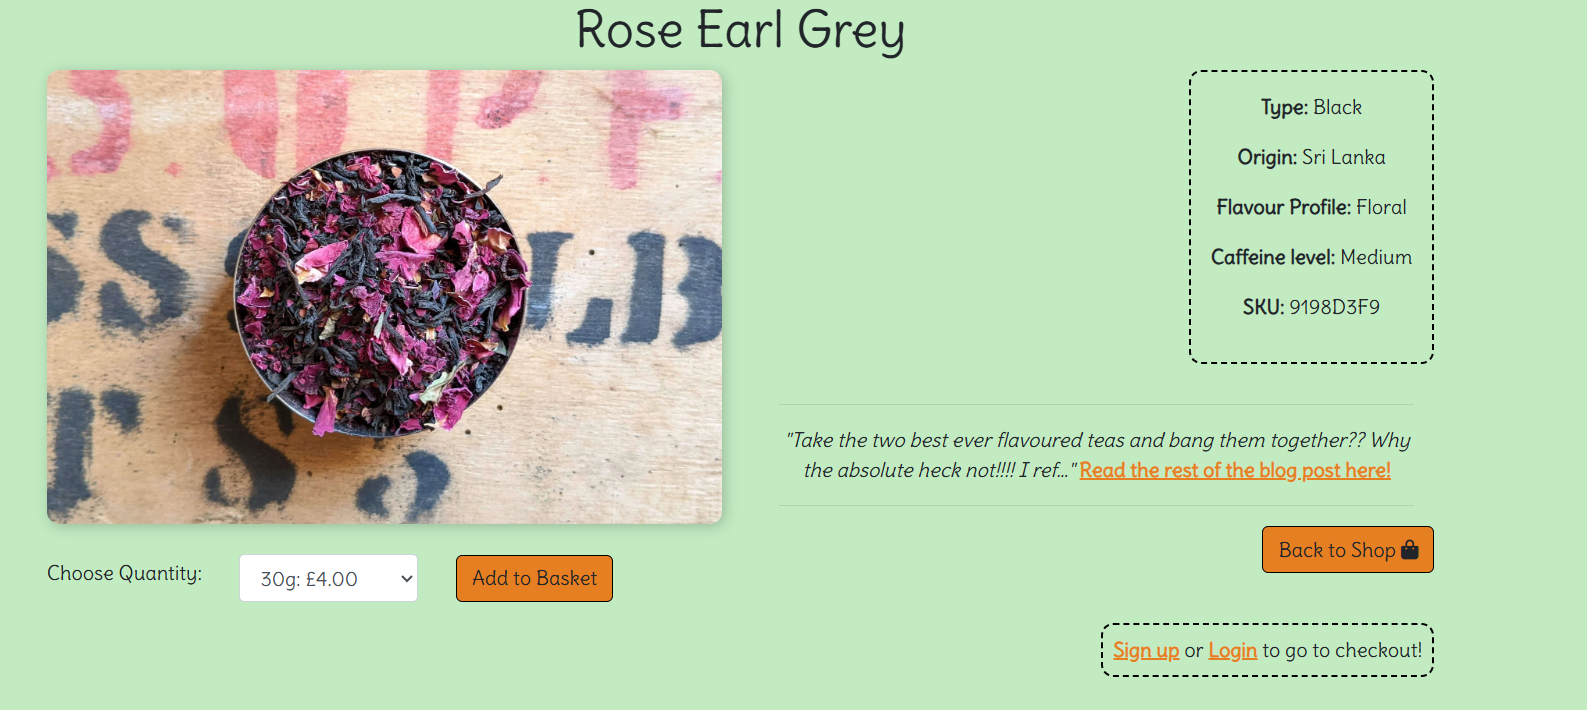 Rose Earl Grey
Type: Black
Origin: Sri Lanka
Flavour Profile: Floral
Caffeine level: Medium
SKU: 9198D3F9
"Take the two best ever flavoured teas and bang them together?? Why
the absolute heck not!!!! I ref..." Read the rest of the blog post here!
Choose Quantity:
30g: £4.00
Add to Basket
Back to Shop
Sign up or Login to go to checkout!